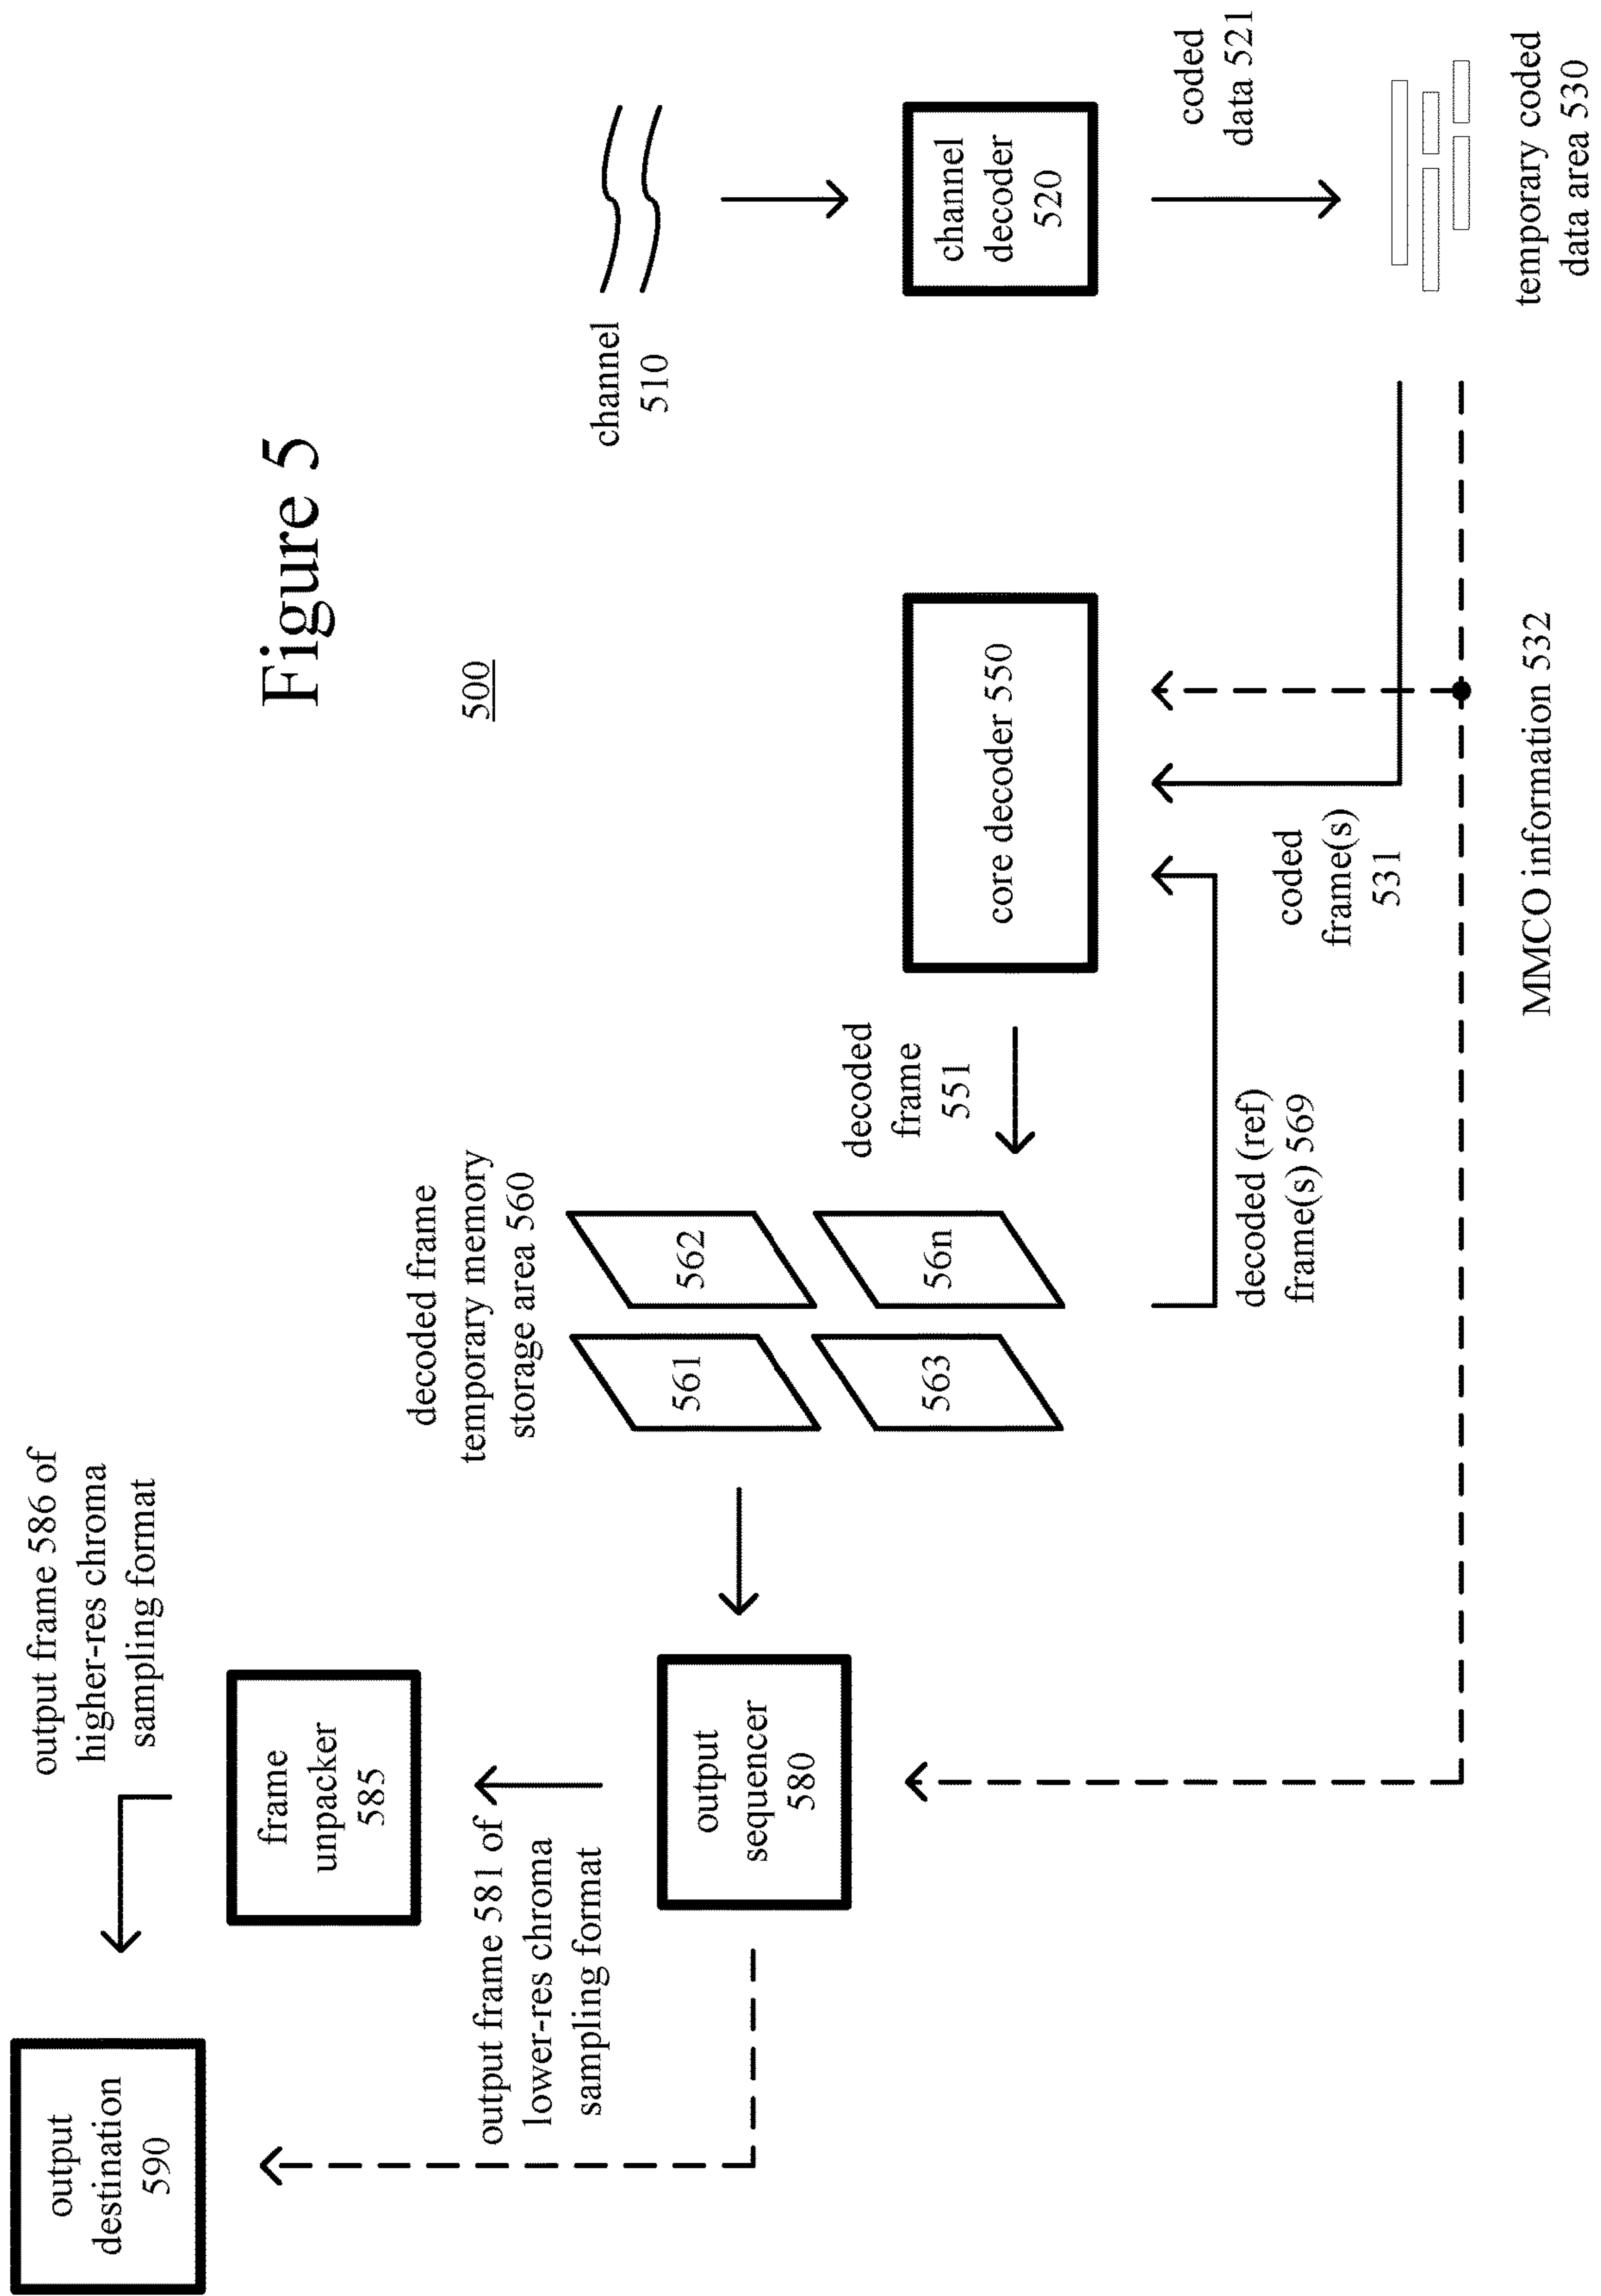 Figure 5
500
output
destination
590
output frame 586 of
higher-res chroma
sampling format
frame
unpacker
585
output frame 581 of
lower-res chroma
sampling format
output
sequencer
580
decoded frame
temporary memory
storage area 560
561
562
563
56n
decoded
frame
551
decoded (ref)
frame(s) 569
core decoder 550
coded
frame(s)
531
MMCO information 532
channel
510
channel
decoder
520
coded
data 521
temporary coded
data area 530